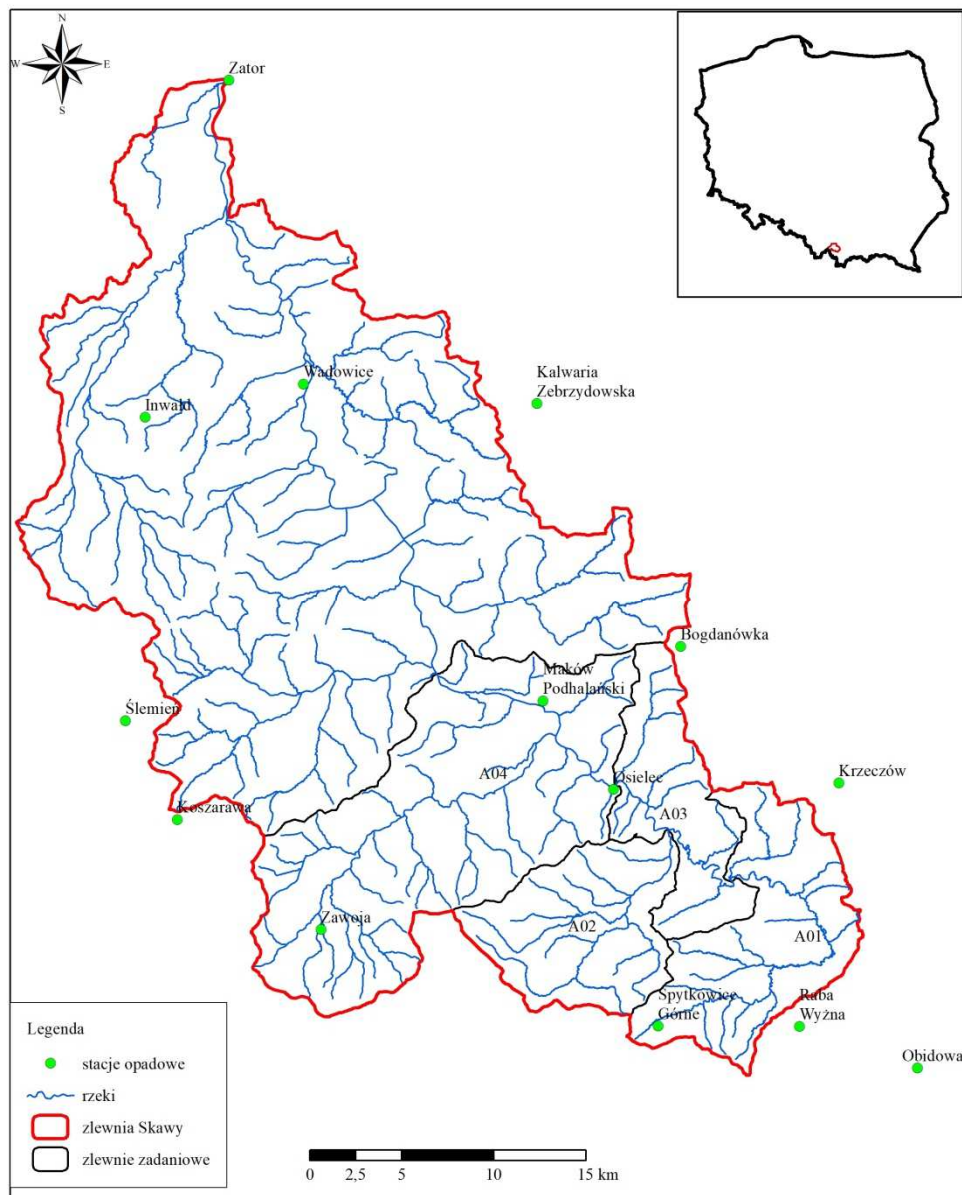 N
W
E
S
Zator
Wadowice
Kalwaria
Zebrzydowska
Inwałd
Bogdanówka
Maków
Podhalański
Ślemień
Krzeczów
A04
Osielec
Koszarawa
A03
Zawoja
A02
A01
Spytkowice
Górne
Raba
Wyżna
Obidowa
Legenda
stacje opadowe
rzeki
zlewnia Skawy
zlewnie zadaniowe
0 2,5 5 10 15 km